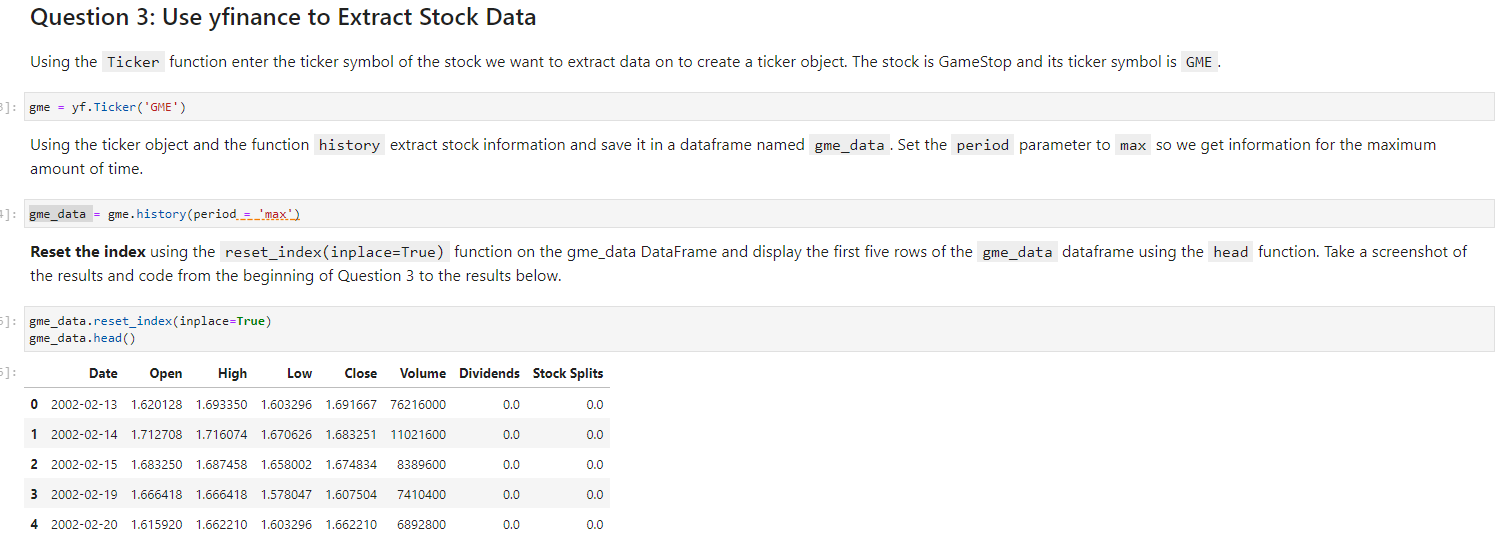 Question 3: Use yfinance to Extract Stock Data
Using the Ticker function enter the ticker symbol of the stock we want to extract data on to create a ticker object. The stock is GameStop and its ticker symbol is GME .
3]: gme = yf.Ticker('GME')
Using the ticker object and the function history extract stock information and save it in a dataframe named gme_data . Set the period parameter to max so we get information for the maximum
amount of time.
4]: gme_data = gme.history(period = 'max')
Reset the index using the reset_index(inplace=True) function on the gme_data DataFrame and display the first five rows of the gme_data dataframe using the head function. Take a screenshot of
the results and code from the beginning of Question 3 to the results below.
5]: gme_data.reset_index(inplace=True)
gme_data.head()
5]: Date Open High Low Close Volume Dividends Stock Splits
0 2002-02-13 1.620128 1.693350 1.603296 1.691667 76216000 0.0 0.0
1 2002-02-14 1.712708 1.716074 1.670626 1.683251 11021600 0.0 0.0
2 2002-02-15 1.683250 1.687458 1.658002 1.674834 8389600 0.0 0.0
3 2002-02-19 1.666418 1.666418 1.578047 1.607504 7410400 0.0 0.0
4 2002-02-20 1.615920 1.662210 1.603296 1.662210 6892800 0.0 0.0